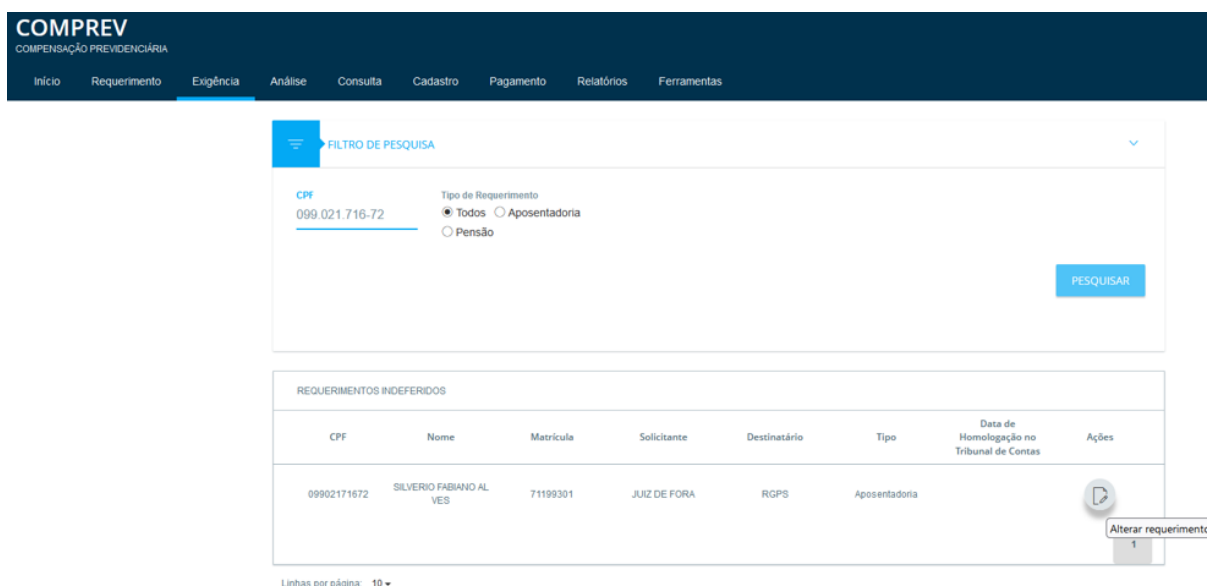 COMPREV
COMPENSAÇÃO PREVIDENCIÁRIA
Início Requerimento Exigência Análise Consulta Cadastro Pagamento Relatórios Ferramentas
FILTRO DE PESQUISA
CPF
099.021.716-72
Tipo de Requerimento
Todos Aposentadoria
Pensão
PESQUISAR
REQUERIMENTOS INDEFERIDOS
CPF Nome Matrícula Solicitante Destinatário Tipo Data de Homologação no Tribunal de Contas Ações
09902171672 SILVERIO FABIANO AL VES 71199301 JUIZ DE FORA RGPS Aposentadoria
Alterar requerimento
1
Linhas por página: 10